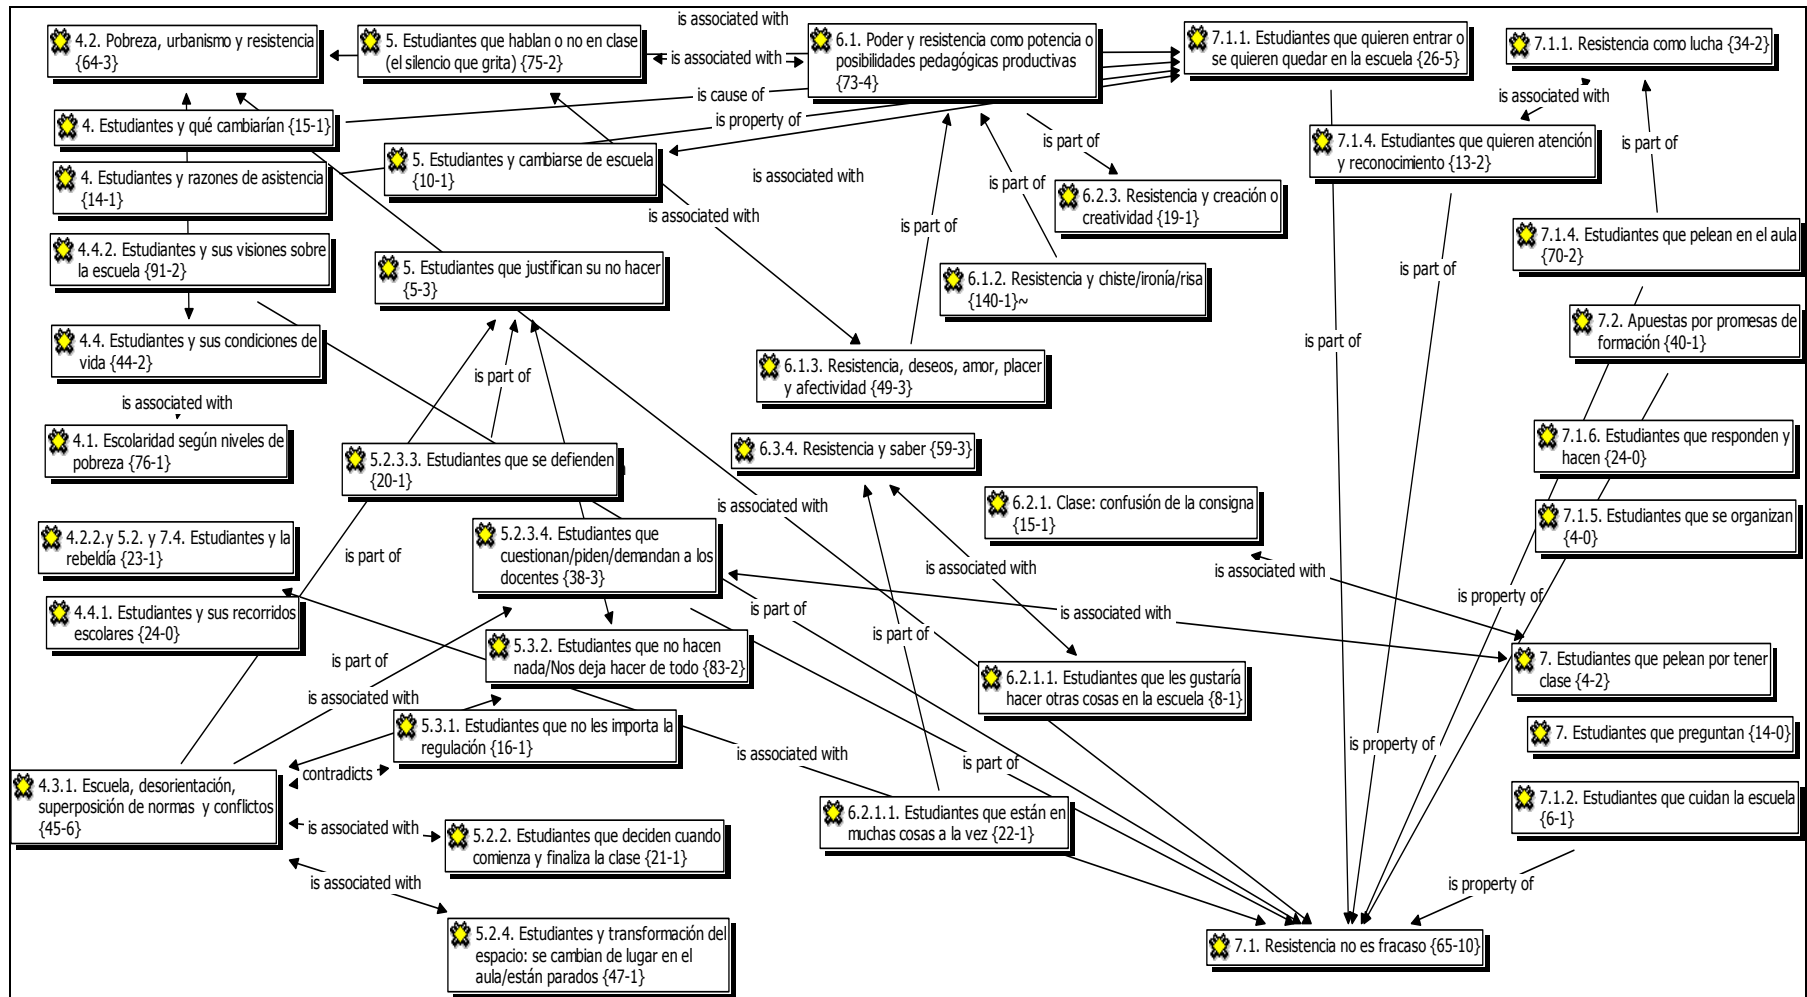 is associated with
4.2. Pobreza, urbanismo y resistencia
{64-3}
5. Estudiantes que hablan o no en clase
(el silencio que grita) {75-2}
is associated with
6.1. Poder y resistencia como potencia o
posibilidades pedagógicas productivas
{73-4}
7.1.1. Estudiantes que quieren entrar o
se quieren quedar en la escuela {26-5}
7.1.1. Resistencia como lucha {34-2}
is associated with
is cause of
4. Estudiantes y qué cambiarían {15-1}
is property of
7.1.4. Estudiantes que quieren atención
y reconocimiento {13-2}
is part of
is part of
5. Estudiantes y cambiarse de escuela
{10-1}
4. Estudiantes y razones de asistencia
{14-1}
is associated with
is part of
6.2.3. Resistencia y creación o
creatividad {19-1}
is associated with
is part of
4.4.2. Estudiantes y sus visiones sobre
la escuela {91-2}
7.1.4. Estudiantes que pelean en el aula
{70-2}
5. Estudiantes que justifican su no hacer
{5-3}
6.1.2. Resistencia y chiste/ironía/risa
{140-1}~
is part of
7.2. Apuestas por promesas de
formación {40-1}
4.4. Estudiantes y sus condiciones de
vida {44-2}
is part of
6.1.3. Resistencia, deseos, amor, placer
y afectividad {49-3}
is part of
is associated with
4.1. Escolaridad según niveles de
pobreza {76-1}
5.2.3.3. Estudiantes que se defienden
{20-1}
6.3.4. Resistencia y saber {59-3}
7.1.6. Estudiantes que responden y
hacen {24-0}
is associated with
6.2.1. Clase: confusión de la consigna
{15-1}
7.1.5. Estudiantes que se organizan
{4-0}
4.2.2.y 5.2. y 7.4. Estudiantes y la
rebeldía {23-1}
is part of
5.2.3.4. Estudiantes que
cuestionan/piden/demandan a los
docentes {38-3}
is associated with
is associated with
is property of
4.4.1. Estudiantes y sus recorridos
escolares {24-0}
is part of
is associated with
is part of
5.3.2. Estudiantes que no hacen
nada/Nos deja hacer de todo {83-2}
is part of
6.2.1.1. Estudiantes que les gustaría
hacer otras cosas en la escuela {8-1}
7. Estudiantes que pelean por tener
clase {4-2}
is associated with
5.3.1. Estudiantes que no les importa la
regulación {16-1}
7. Estudiantes que preguntan {14-0}
is associated with
is property of
is part of
contradicts
4.3.1. Escuela, desorientación,
superposición de normas y conflictos
{45-6}
6.2.1.1. Estudiantes que están en
muchas cosas a la vez {22-1}
7.1.2. Estudiantes que cuidan la escuela
{6-1}
is associated with
5.2.2. Estudiantes que deciden cuando
comienza y finaliza la clase {21-1}
is associated with
is property of
5.2.4. Estudiantes y transformación del
espacio: se cambian de lugar en el
aula/están parados {47-1}
7.1. Resistencia no es fracaso {65-10}